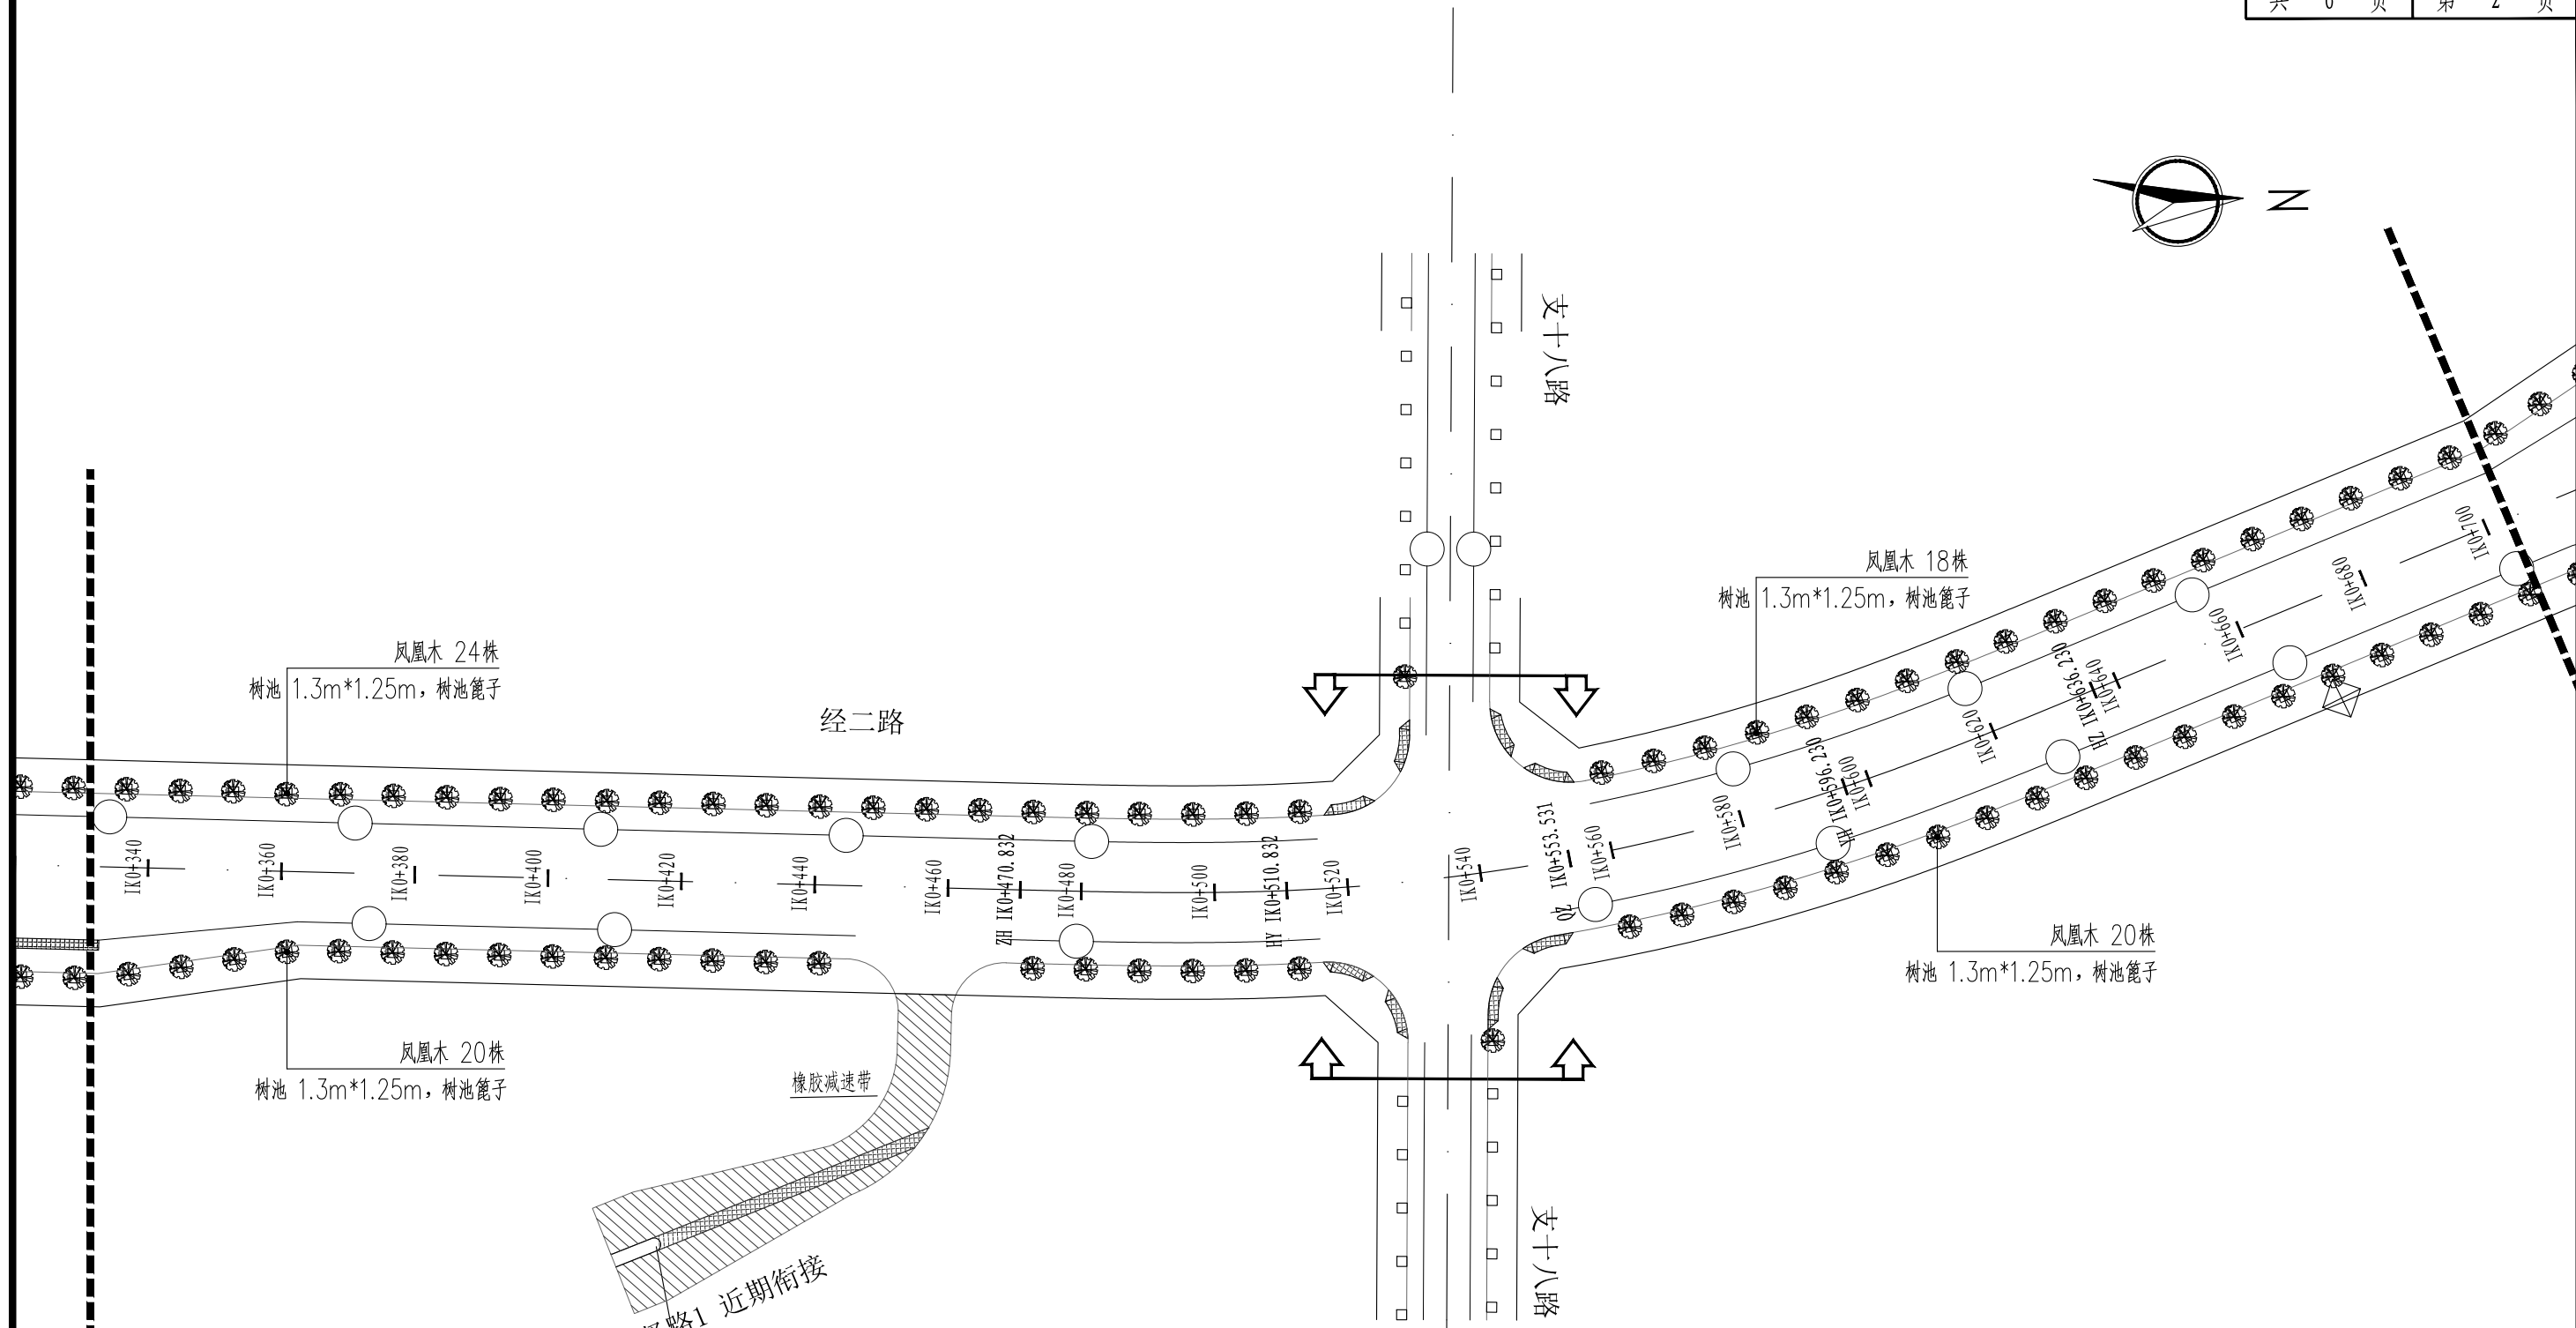 共 6 页 第 2 页
N
支十八路
凤凰木 18株
树池 1.3m*1.25m，树池篦子
凤凰木 24株
树池 1.3m*1.25m，树池篦子
经二路
IK0+340
IK0+360
IK0+380
IK0+400
IK0+420
IK0+440
IK0+460
ZH IK0+470.832
IK0+480
IK0+500
HY IK0+510.832
IK0+520
IK0+540
QZ IK0+553.531
IK0+560
IK0+580
YH IK0+596.230
IK0+600
IK0+620
HZ IK0+636.230
IK0+640
IK0+660
IK0+680
IK0+700
凤凰木 20株
树池 1.3m*1.25m，树池篦子
凤凰木 20株
树池 1.3m*1.25m，树池篦子
橡胶减速带
路1 近期衔接
支十八路